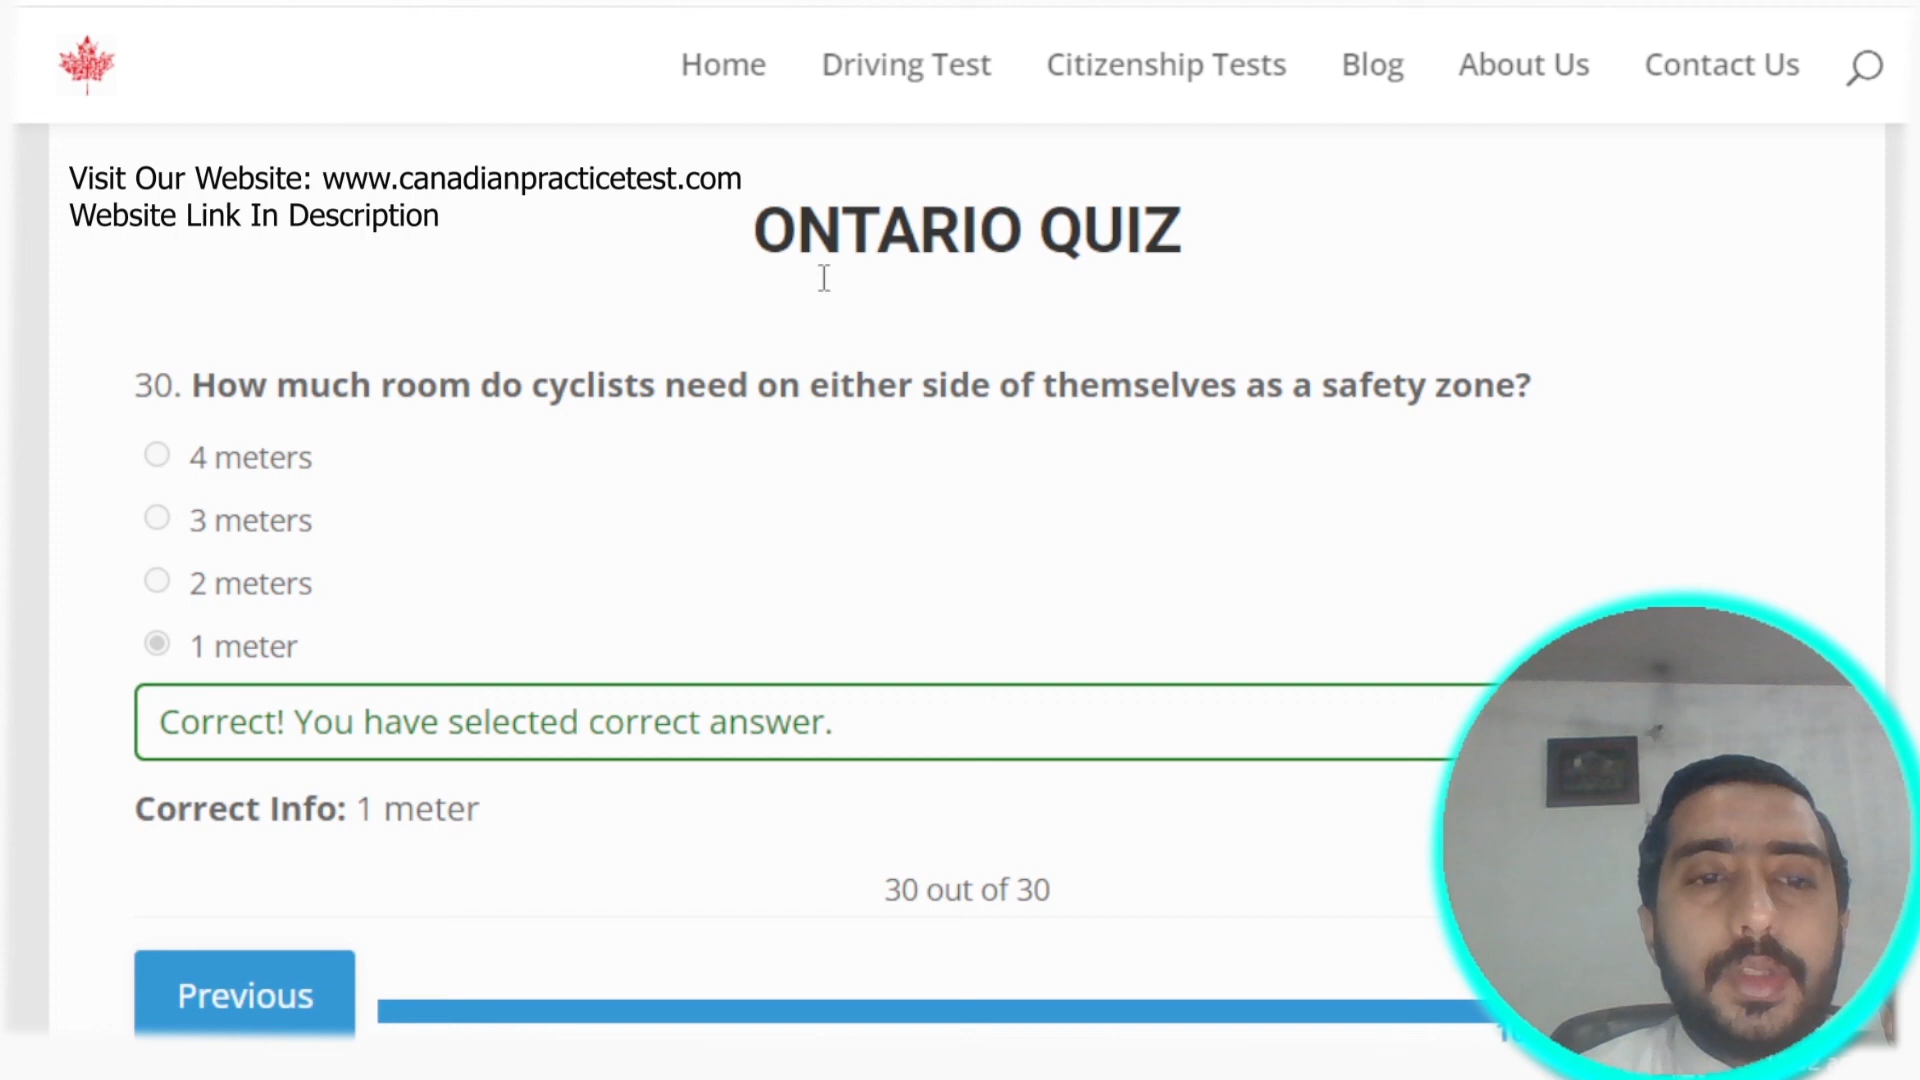 Home Driving Test Citizenship Tests Blog About Us Contact Us
Visit Our Website: www.canadianpracticetest.com
Website Link In Description
ONTARIO QUIZ
30. How much room do cyclists need on either side of themselves as a safety zone?
4 meters
3 meters
2 meters
1 meter
Correct! You have selected correct answer.
Correct Info: 1 meter
30 out of 30
Previous